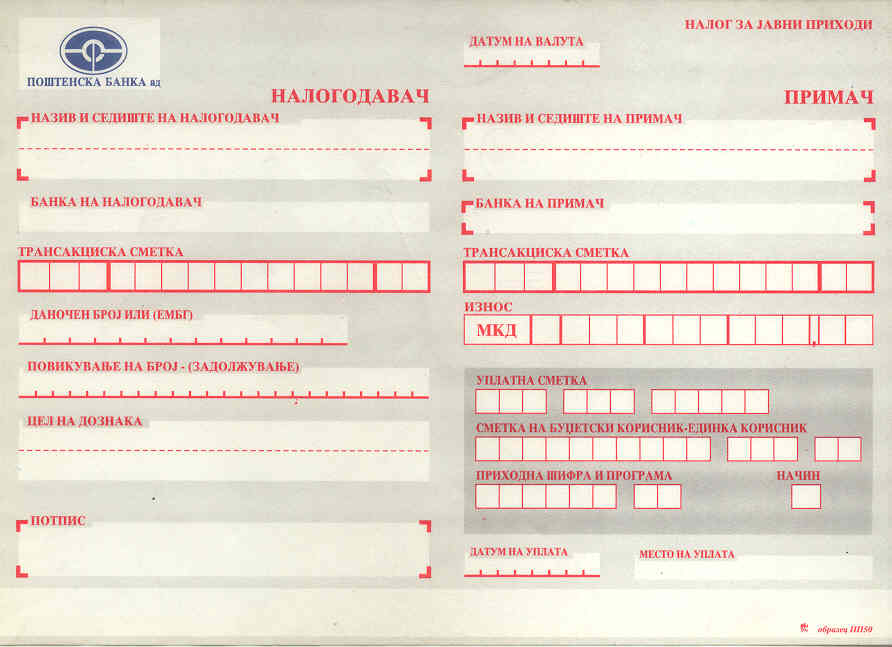 ПОШТЕНСКА БАНКА ад
НАЛОГ ЗА ЈАВНИ ПРИХОДИ
ДАТУМ НА ВАЛУТА
НАЛОГОДАВАЧ
НАЗИВ И СЕДИШТЕ НА НАЛОГОДАВАЧ
БАНКА НА НАЛОГОДАВАЧ
ТРАНСАКЦИСКА СМЕТКА
ДАНОЧЕН БРОЈ ИЛИ (ЕМБГ)
ПОВИКУВАЊЕ НА БРОЈ - (ЗАДОЛЖУВАЊЕ)
ЦЕЛ НА ДОЗНАКА
ПОТПИС
ПРИМАЧ
НАЗИВ И СЕДИШТЕ НА ПРИМАЧ
БАНКА НА ПРИМАЧ
ТРАНСАКЦИСКА СМЕТКА
ИЗНОС
МКД
,
УПЛАТНА СМЕТКА
СМЕТКА НА БУЏЕТСКИ КОРИСНИК-ЕДИНКА КОРИСНИК
ПРИХОДНА ШИФРА И ПРОГРАМА
НАЧИН
ДАТУМ НА УПЛАТА
МЕСТО НА УПЛАТА
образец ПП50